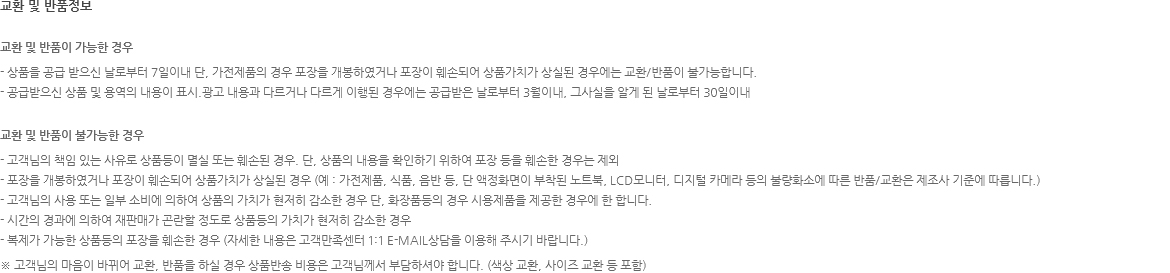 교환 및 반품정보
교환 및 반품이 가능한 경우
- 상품을 공급 받으신 날로부터 7일이내 단, 가전제품의 경우 포장을 개봉하였거나 포장이 훼손되어 상품가치가 상실된 경우에는 교환/반품이 불가능합니다.
- 공급받으신 상품 및 용역의 내용이 표시.광고 내용과 다르거나 다르게 이행된 경우에는 공급받은 날로부터 3월이내, 그사실을 알게 된 날로부터 30일이내
교환 및 반품이 불가능한 경우
- 고객님의 책임 있는 사유로 상품등이 멸실 또는 훼손된 경우. 단, 상품의 내용을 확인하기 위하여 포장 등을 훼손한 경우는 제외
- 포장을 개봉하였거나 포장이 훼손되어 상품가치가 상실된 경우 (예 : 가전제품, 식품, 음반 등, 단 액정화면이 부착된 노트북, LCD모니터, 디지털 카메라 등의 불량화소에 따른 반품/교환은 제조사 기준에 따릅니다.)
- 고객님의 사용 또는 일부 소비에 의하여 상품의 가치가 현저히 감소한 경우 단, 화장품등의 경우 시용제품을 제공한 경우에 한 합니다.
- 시간의 경과에 의하여 재판매가 곤란할 정도로 상품등의 가치가 현저히 감소한 경우
- 복제가 가능한 상품등의 포장을 훼손한 경우 (자세한 내용은 고객만족센터 1:1 E-MAIL상담을 이용해 주시기 바랍니다.)
※ 고객님의 마음이 바뀌어 교환, 반품을 하실 경우 상품반송 비용은 고객님께서 부담하셔야 합니다. (색상 교환, 사이즈 교환 등 포함)